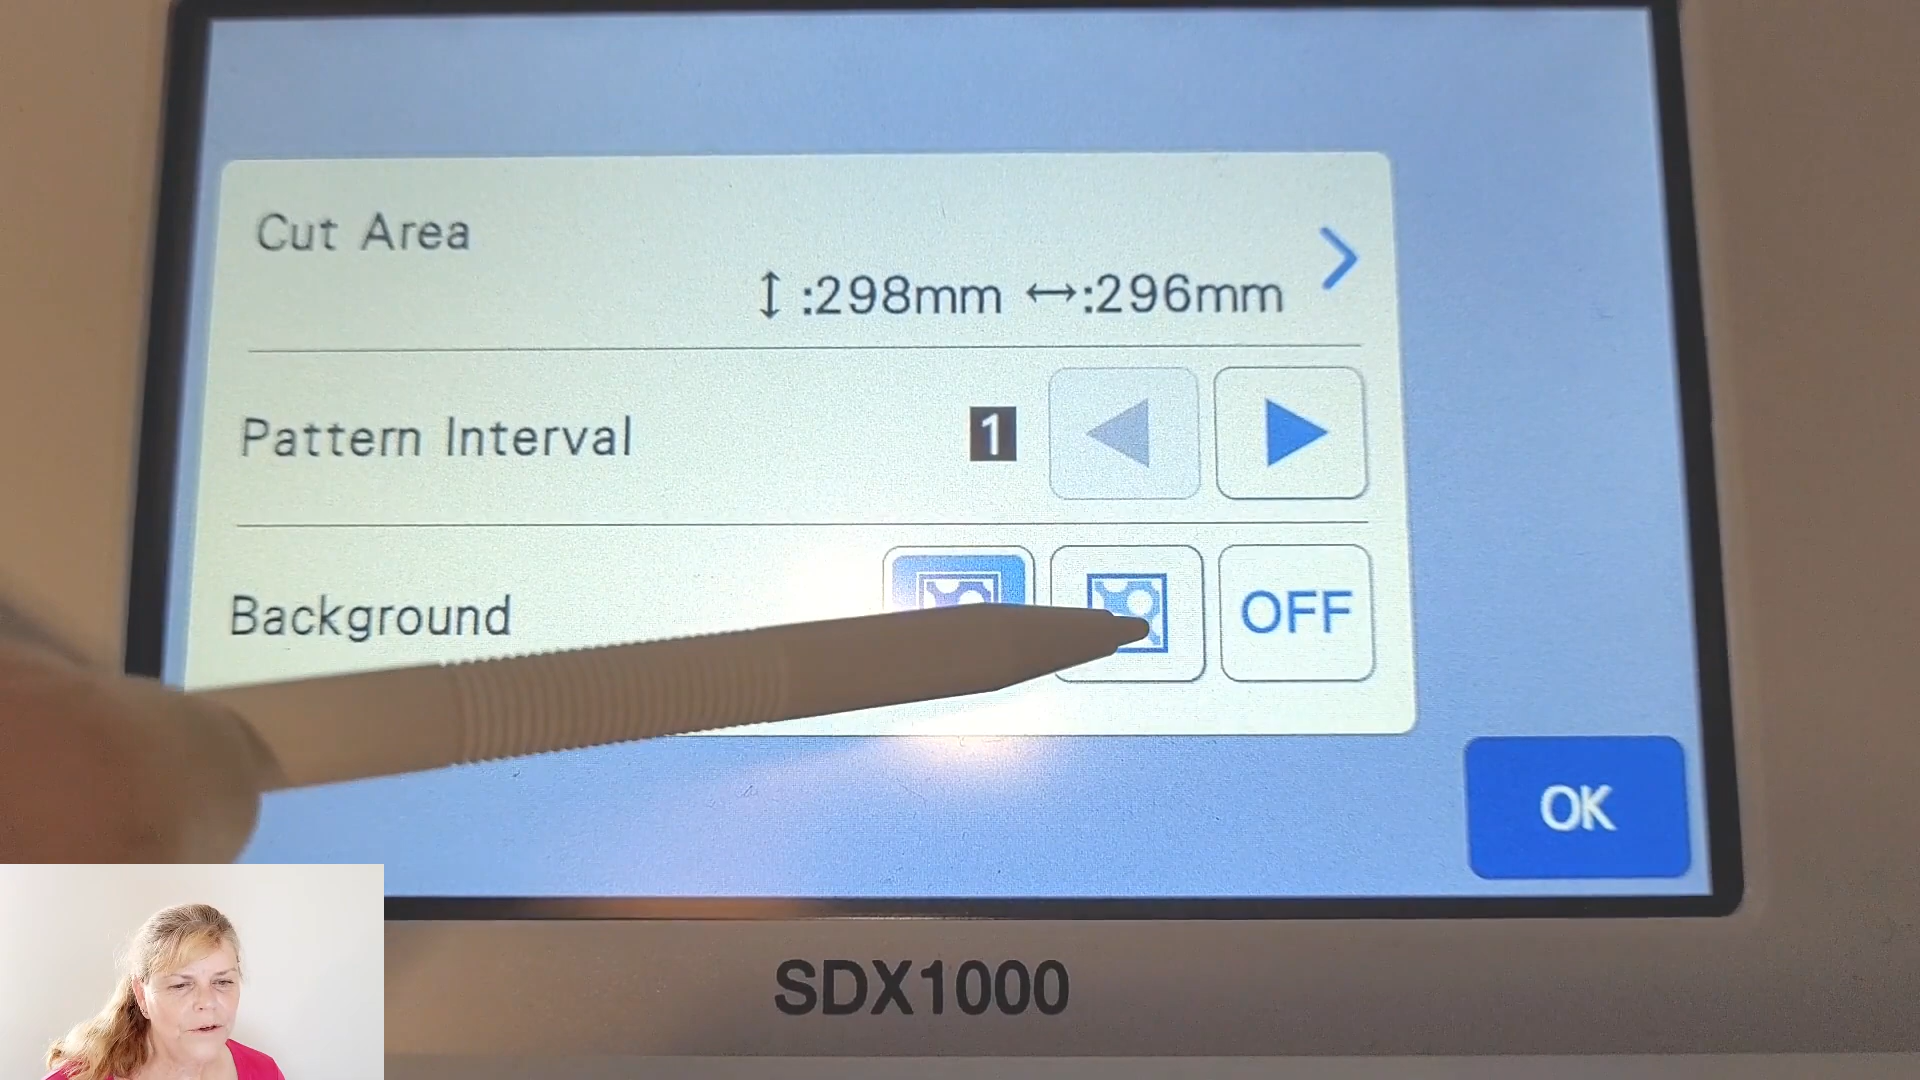 Cut Area
↕ :298mm ↔:296mm
Pattern Interval 1
Background OFF
OK
SDX1000